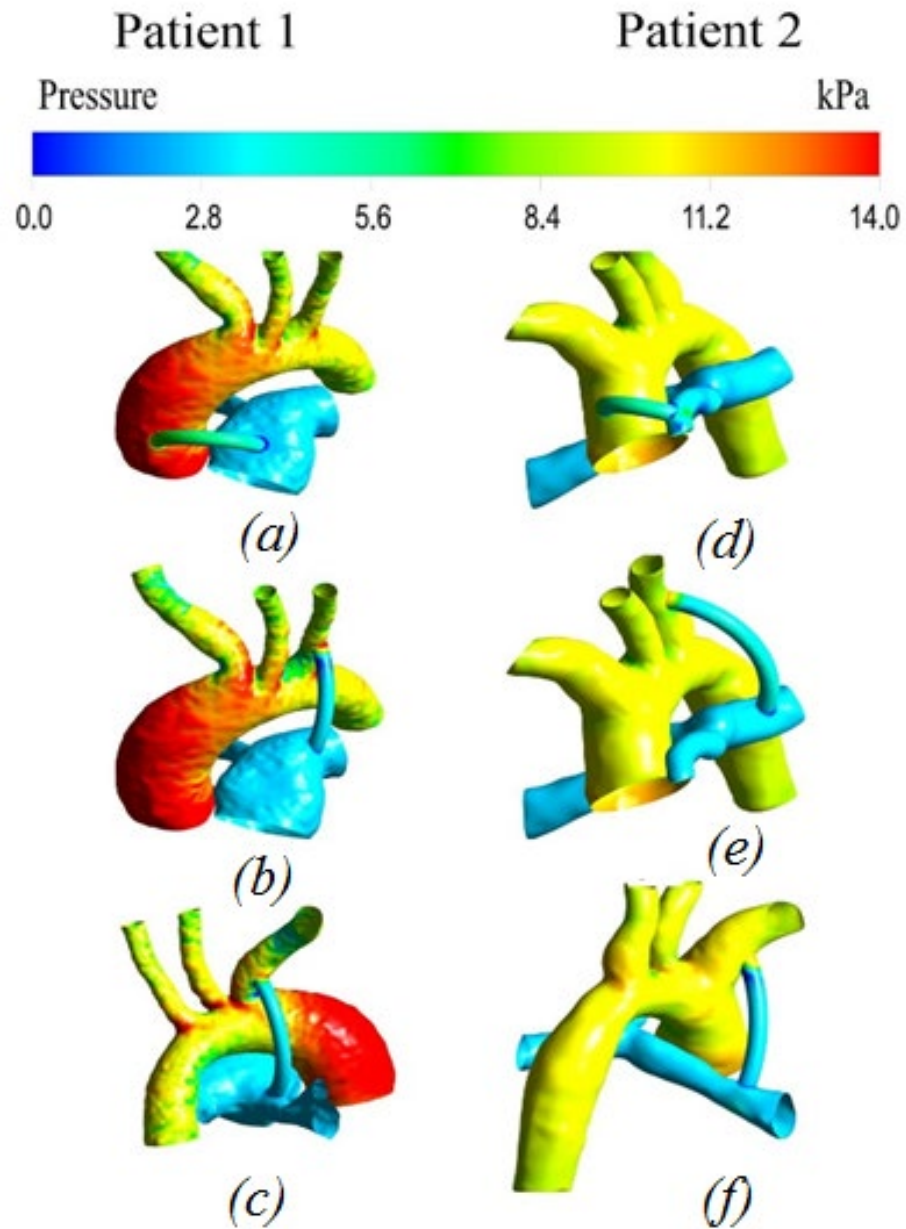 Patient 1 Patient 2
Pressure kPa
0.0 2.8 5.6 8.4 11.2 14.0
(a) (d)
(b) (e)
(c) (f)